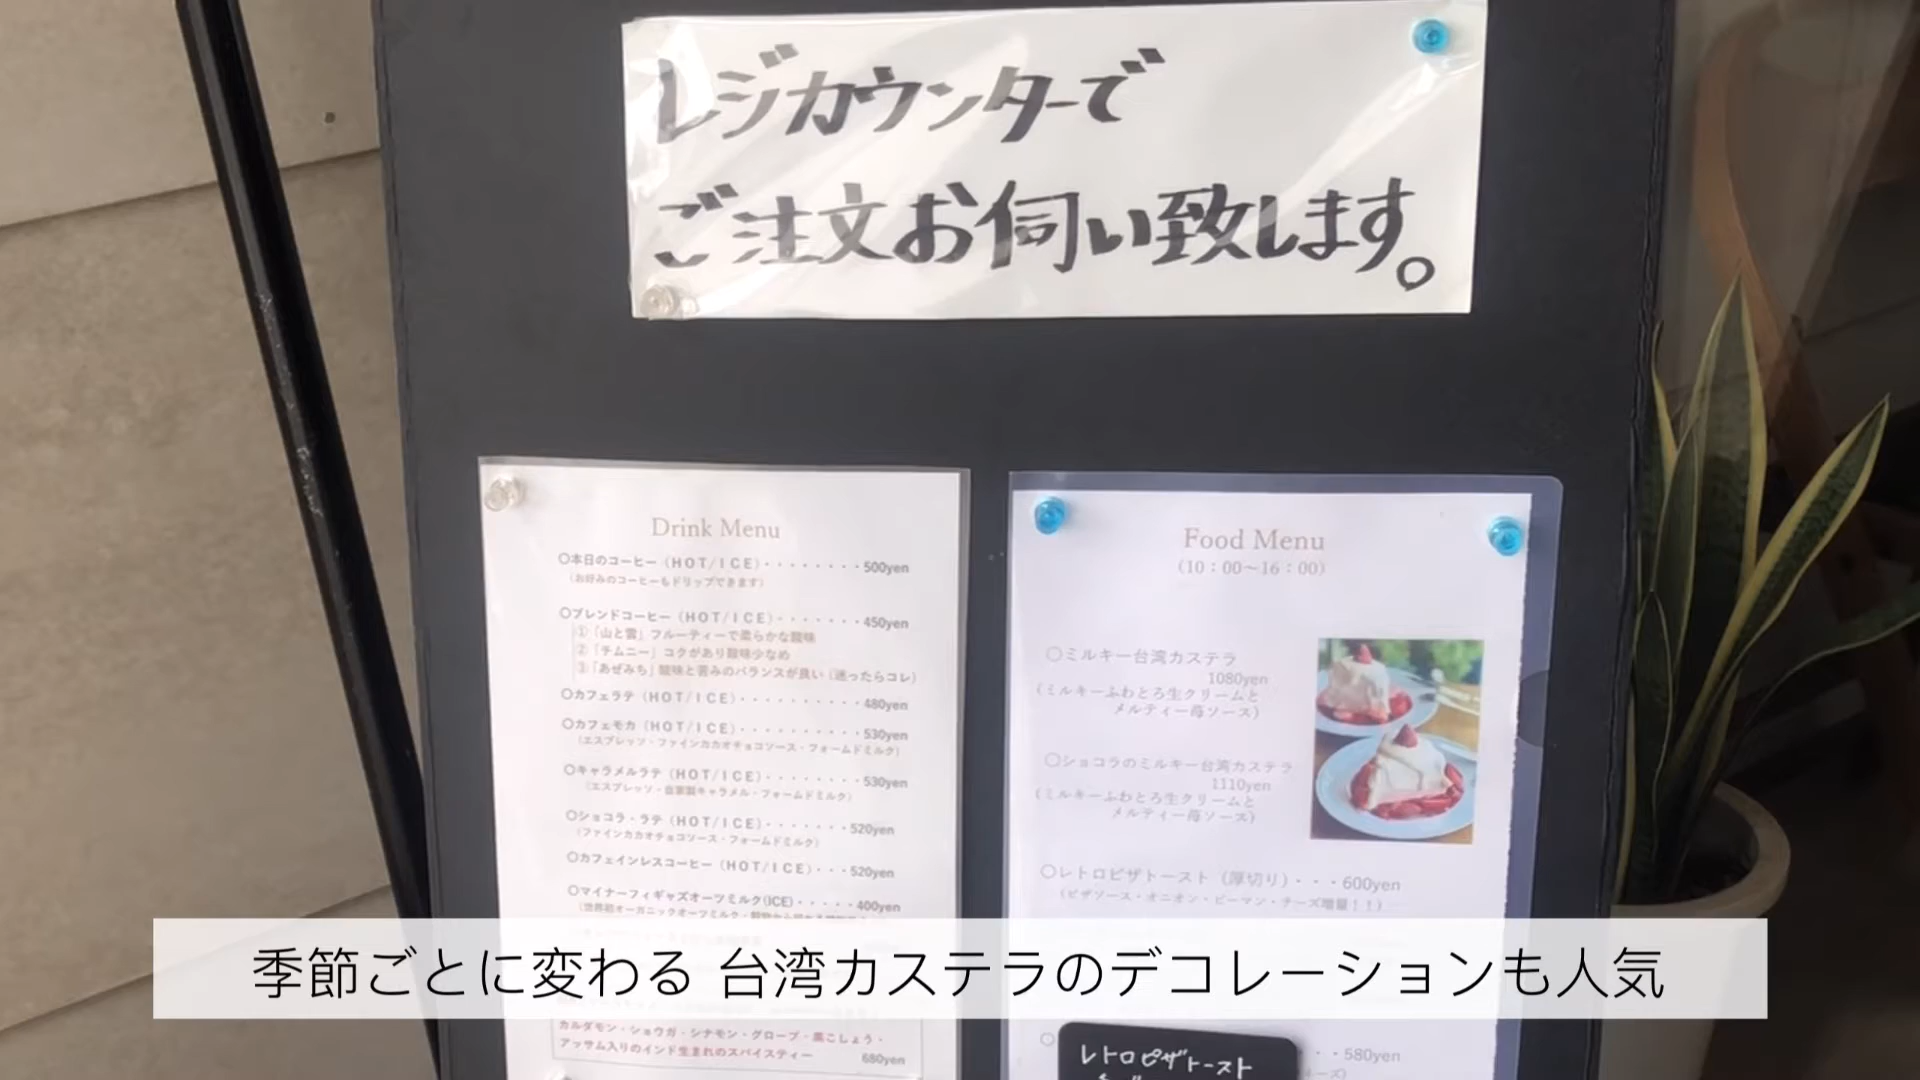 レジカウンターで
ご注文お伺い致します。
Drink Menu
○本日のコーヒー（HOT/ICE）・・・・・・・・500yen
（お好みのコーヒーもドリップできます）
○ブレンドコーヒー（HOT/ICE）・・・・・・・450yen
①「山と雲」フルーティーで柔らかな酸味
②「チムニー」コクがあり酸味少なめ
③「あぜみち」酸味と苦みのバランスが良い（迷ったらコレ）
○カフェラテ（HOT/ICE）・・・・・・・・・・480yen
○カフェモカ（HOT/ICE）・・・・・・・・・・530yen
（エスプレッソ・ファインカカオチョコソース・フォームドミルク）
○キャラメルラテ（HOT/ICE）・・・・・・・・530yen
（エスプレッソ・自家製キャラメル・フォームドミルク）
○ショコラ・ラテ（HOT/ICE）・・・・・・・520yen
（ファインカカオチョコソース・フォームドミルク）
○カフェインレスコーヒー（HOT/ICE）・・・520yen
○マイナーフィギャズオーツミルク(ICE)・・・・・400yen
カルダモン・ショウガ・シナモン・グローブ・黒こしょう・
アッサム入りのインド生まれのスパイスティー 680yen
Food Menu
（10：00〜16：00）
○ミルキー台湾カステラ
1080yen
（ミルキーふわとろ生クリームと
メルティー苺ソース）
○ショコラのミルキー台湾カステラ
1110yen
（ミルキーふわとろ生クリームと
メルティー苺ソース）
○レトロピザトースト（厚切り）・・・600yen
（ピザソース・オニオン・ピーマン・チーズ増量！！）
・・580yen
レトロピザトースト
季節ごとに変わる 台湾カステラのデコレーションも人気